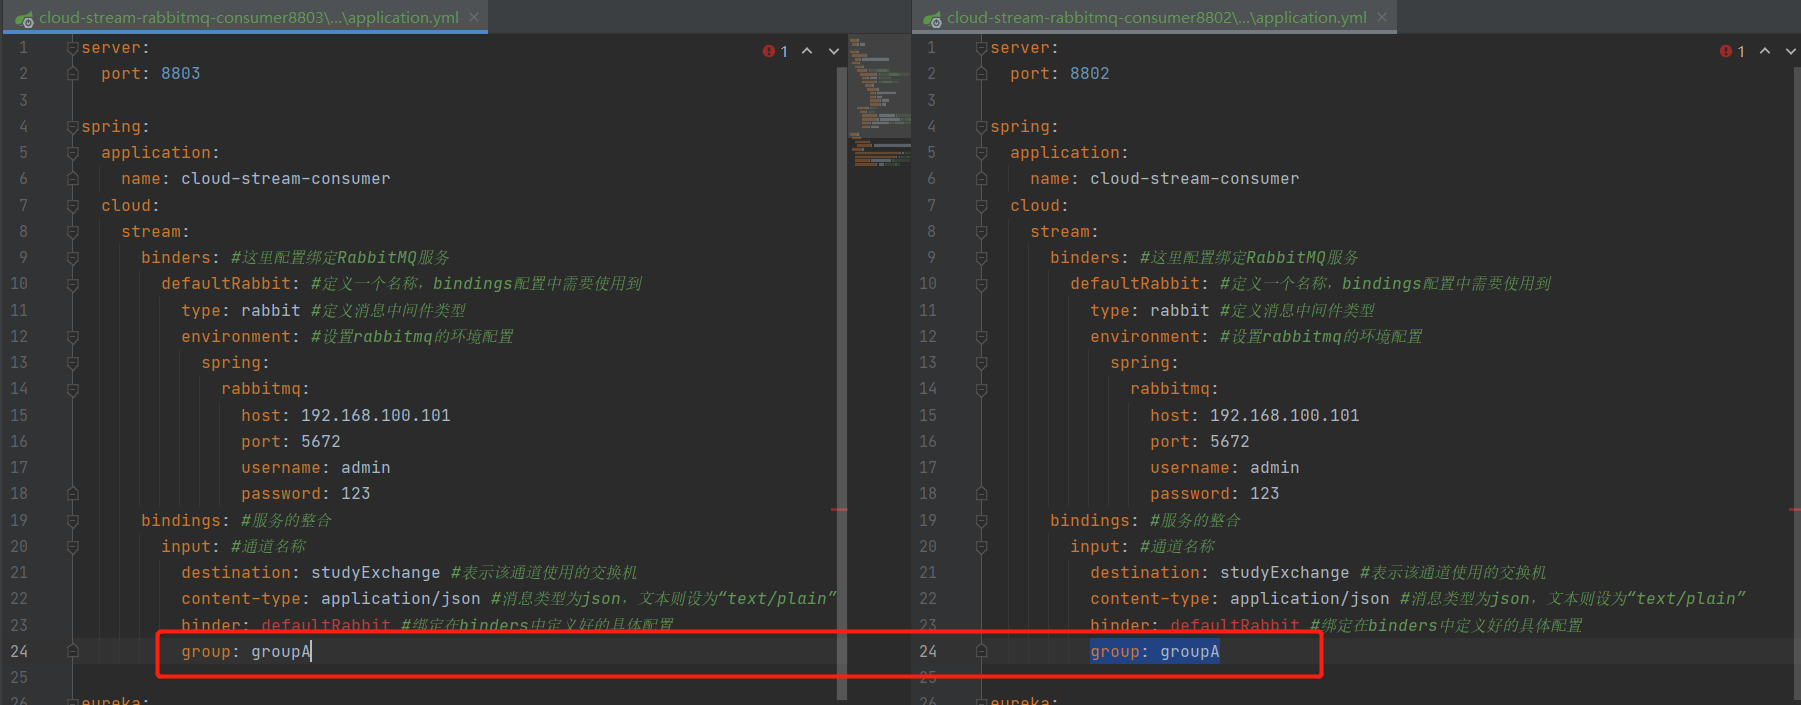 cloud-stream-rabbitmq-consumer8803\...\application.yml
1
1 server:
2 port: 8803
3
4 spring:
5 application:
6 name: cloud-stream-consumer
7 cloud:
8 stream:
9 binders: #这里配置绑定RabbitMQ服务
10 defaultRabbit: #定义一个名称，bindings配置中需要使用到
11 type: rabbit #定义消息中间件类型
12 environment: #设置rabbitmq的环境配置
13 spring:
14 rabbitmq:
15 host: 192.168.100.101
16 port: 5672
17 username: admin
18 password: 123
19 bindings: #服务的整合
20 input: #通道名称
21 destination: studyExchange #表示该通道使用的交换机
22 content-type: application/json #消息类型为json，文本则设为“text/plain”
23 binder: defaultRabbit #绑定在binders中定义好的具体配置
24 group: groupA
25
26 eureka:
cloud-stream-rabbitmq-consumer8802\...\application.yml
1
1 server:
2 port: 8802
3
4 spring:
5 application:
6 name: cloud-stream-consumer
7 cloud:
8 stream:
9 binders: #这里配置绑定RabbitMQ服务
10 defaultRabbit: #定义一个名称，bindings配置中需要使用到
11 type: rabbit #定义消息中间件类型
12 environment: #设置rabbitmq的环境配置
13 spring:
14 rabbitmq:
15 host: 192.168.100.101
16 port: 5672
17 username: admin
18 password: 123
19 bindings: #服务的整合
20 input: #通道名称
21 destination: studyExchange #表示该通道使用的交换机
22 content-type: application/json #消息类型为json，文本则设为“text/plain”
23 binder: defaultRabbit #绑定在binders中定义好的具体配置
24 group: groupA
25
26 eureka: